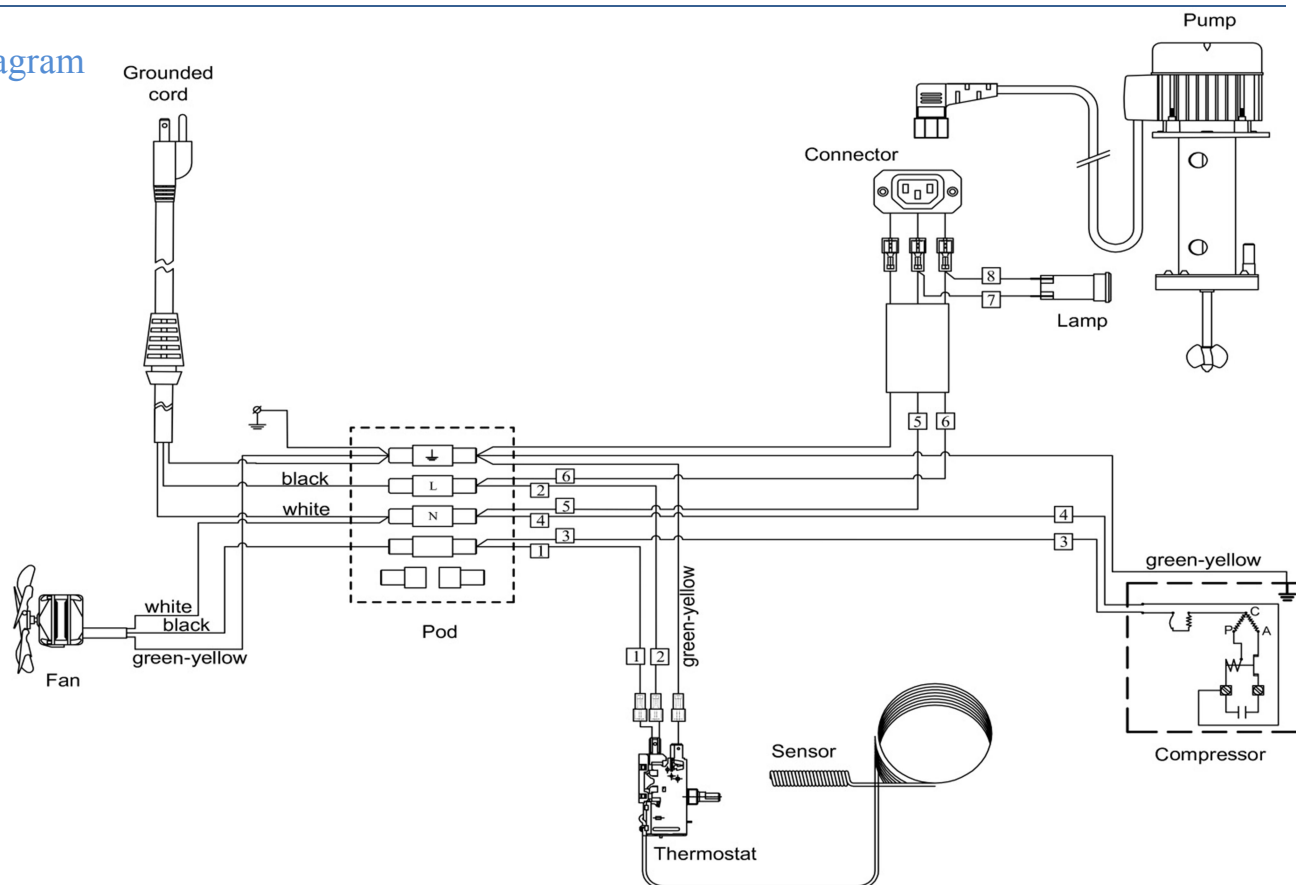 agram
Pump
Grounded
cord
Connector
8
7
Lamp
5 6
black
L
6
2
white
N
5
4
4
3
1
3
green-yellow
white
black
green-yellow
Fan
Pod
1 2
green-yellow
C
P A
Compressor
Sensor
Thermostat